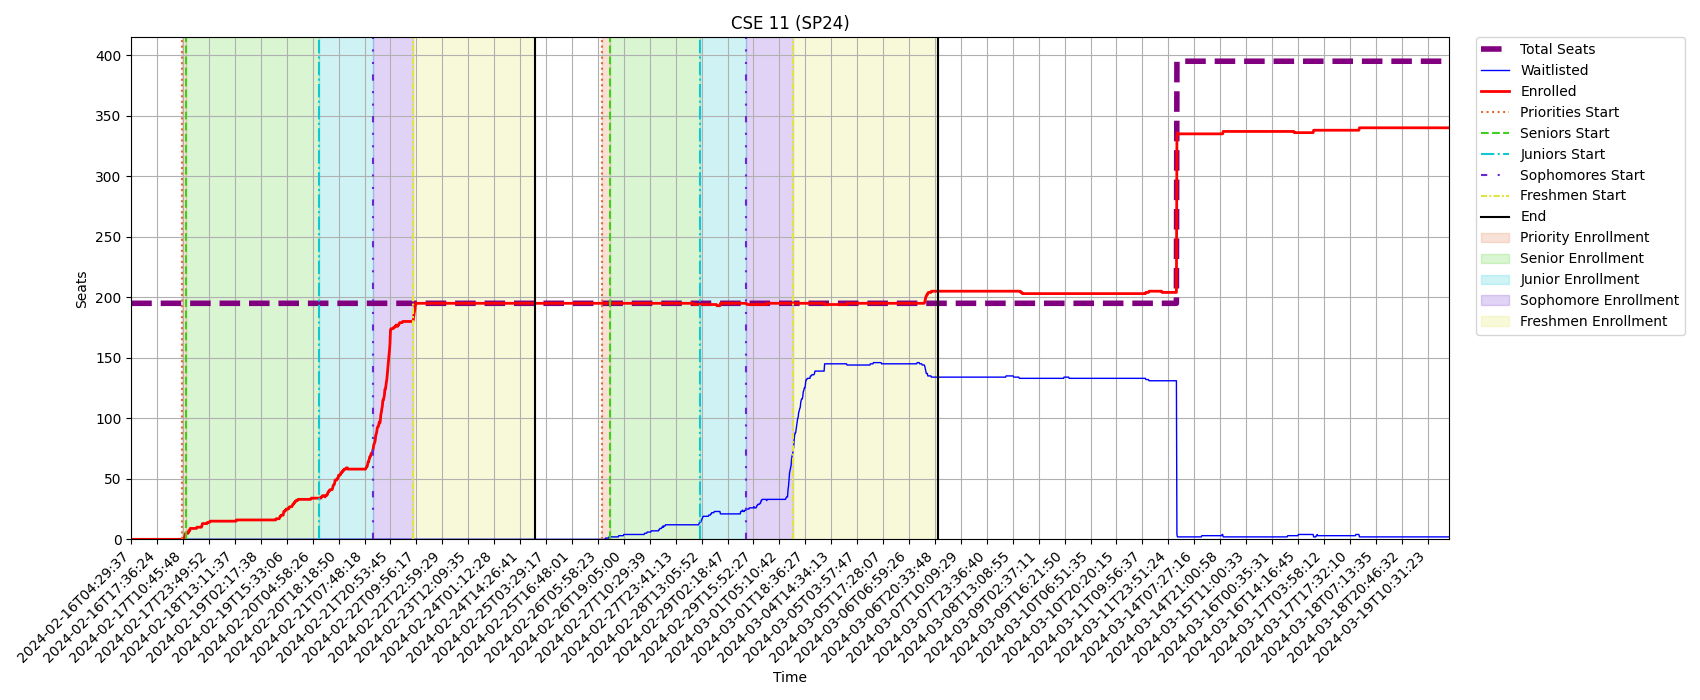 CSE 11 (SP24)
Seats
400
350
300
250
200
150
100
50
0
2024-02-16T04:29:37
2024-02-16T17:36:24
2024-02-17T10:45:48
2024-02-17T23:49:52
2024-02-18T13:11:37
2024-02-19T02:17:38
2024-02-19T15:33:06
2024-02-20T04:58:26
2024-02-20T18:18:50
2024-02-21T07:48:18
2024-02-21T20:53:45
2024-02-22T09:56:17
2024-02-22T22:59:29
2024-02-23T12:09:35
2024-02-24T01:12:28
2024-02-24T14:26:41
2024-02-25T03:29:17
2024-02-25T16:48:01
2024-02-26T05:58:23
2024-02-26T19:05:00
2024-02-27T10:29:39
2024-02-27T23:41:13
2024-02-28T13:05:52
2024-02-29T02:18:47
2024-02-29T15:52:27
2024-03-01T05:10:42
2024-03-01T18:36:27
2024-03-04T14:34:13
2024-03-05T03:57:47
2024-03-05T17:28:07
2024-03-06T06:59:26
2024-03-06T20:33:48
2024-03-07T10:09:29
2024-03-07T23:36:40
2024-03-08T13:08:55
2024-03-09T02:37:11
2024-03-09T16:21:50
2024-03-10T06:51:35
2024-03-10T20:20:15
2024-03-11T09:56:37
2024-03-11T23:51:24
2024-03-14T07:27:16
2024-03-14T21:00:58
2024-03-15T11:00:33
2024-03-16T00:35:31
2024-03-16T14:16:45
2024-03-17T03:58:12
2024-03-17T17:32:10
2024-03-18T07:13:35
2024-03-18T20:46:32
2024-03-19T10:31:23
Time
Total Seats
Waitlisted
Enrolled
Priorities Start
Seniors Start
Juniors Start
Sophomores Start
Freshmen Start
End
Priority Enrollment
Senior Enrollment
Junior Enrollment
Sophomore Enrollment
Freshmen Enrollment